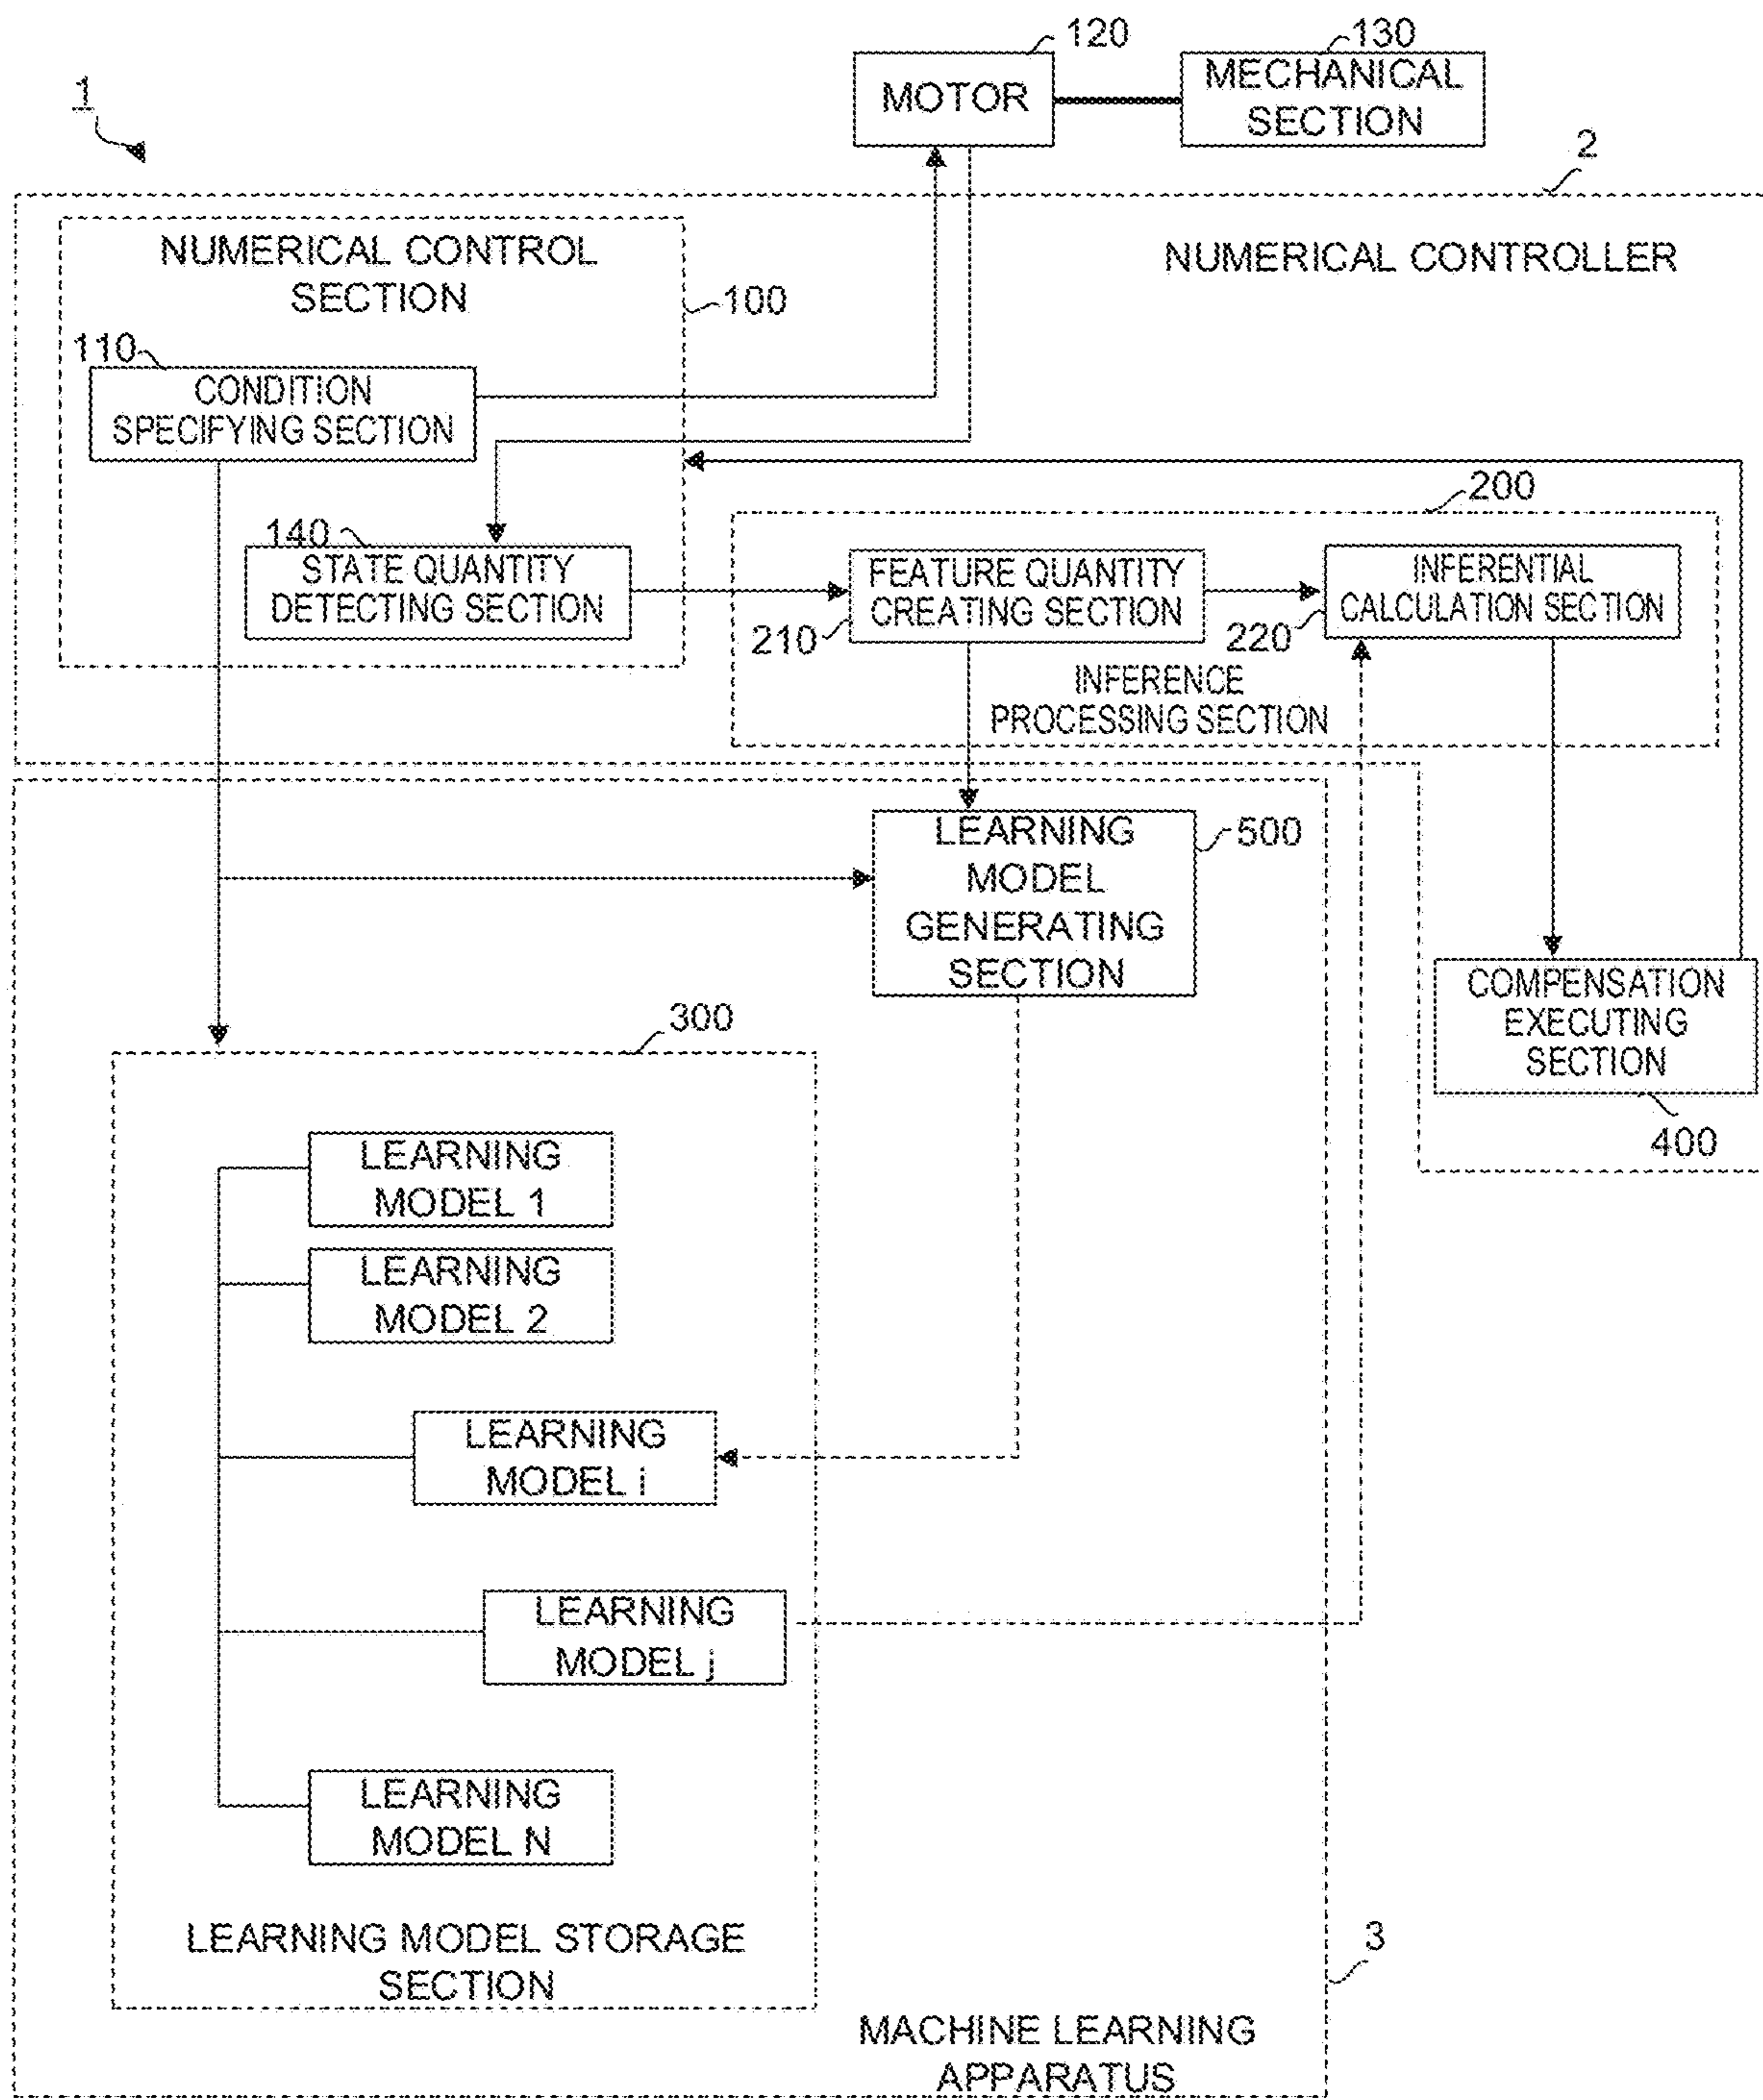 120
130
1
MOTOR
MECHANICAL
SECTION
2
NUMERICAL CONTROL
SECTION
NUMERICAL CONTROLLER
100
110
CONDITION
SPECIFYING SECTION
200
140
STATE QUANTITY
DETECTING SECTION
FEATURE QUANTITY
CREATING SECTION
INFERENTIAL
CALCULATION SECTION
210
220
INFERENCE
PROCESSING SECTION
LEARNING
MODEL
GENERATING
SECTION
500
COMPENSATION
EXECUTING
SECTION
300
400
LEARNING
MODEL 1
LEARNING
MODEL 2
LEARNING
MODEL i
LEARNING
MODEL j
LEARNING
MODEL N
LEARNING MODEL STORAGE
SECTION
3
MACHINE LEARNING
APPARATUS